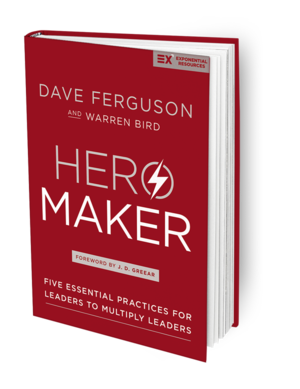 EX EXPONENTIAL
RESOURCES
DAVE FERGUSON
AND WARREN BIRD
HERO
MAKER
FOREWORD BY J. D. GREEAR
FIVE ESSENTIAL PRACTICES FOR
LEADERS TO MULTIPLY LEADERS